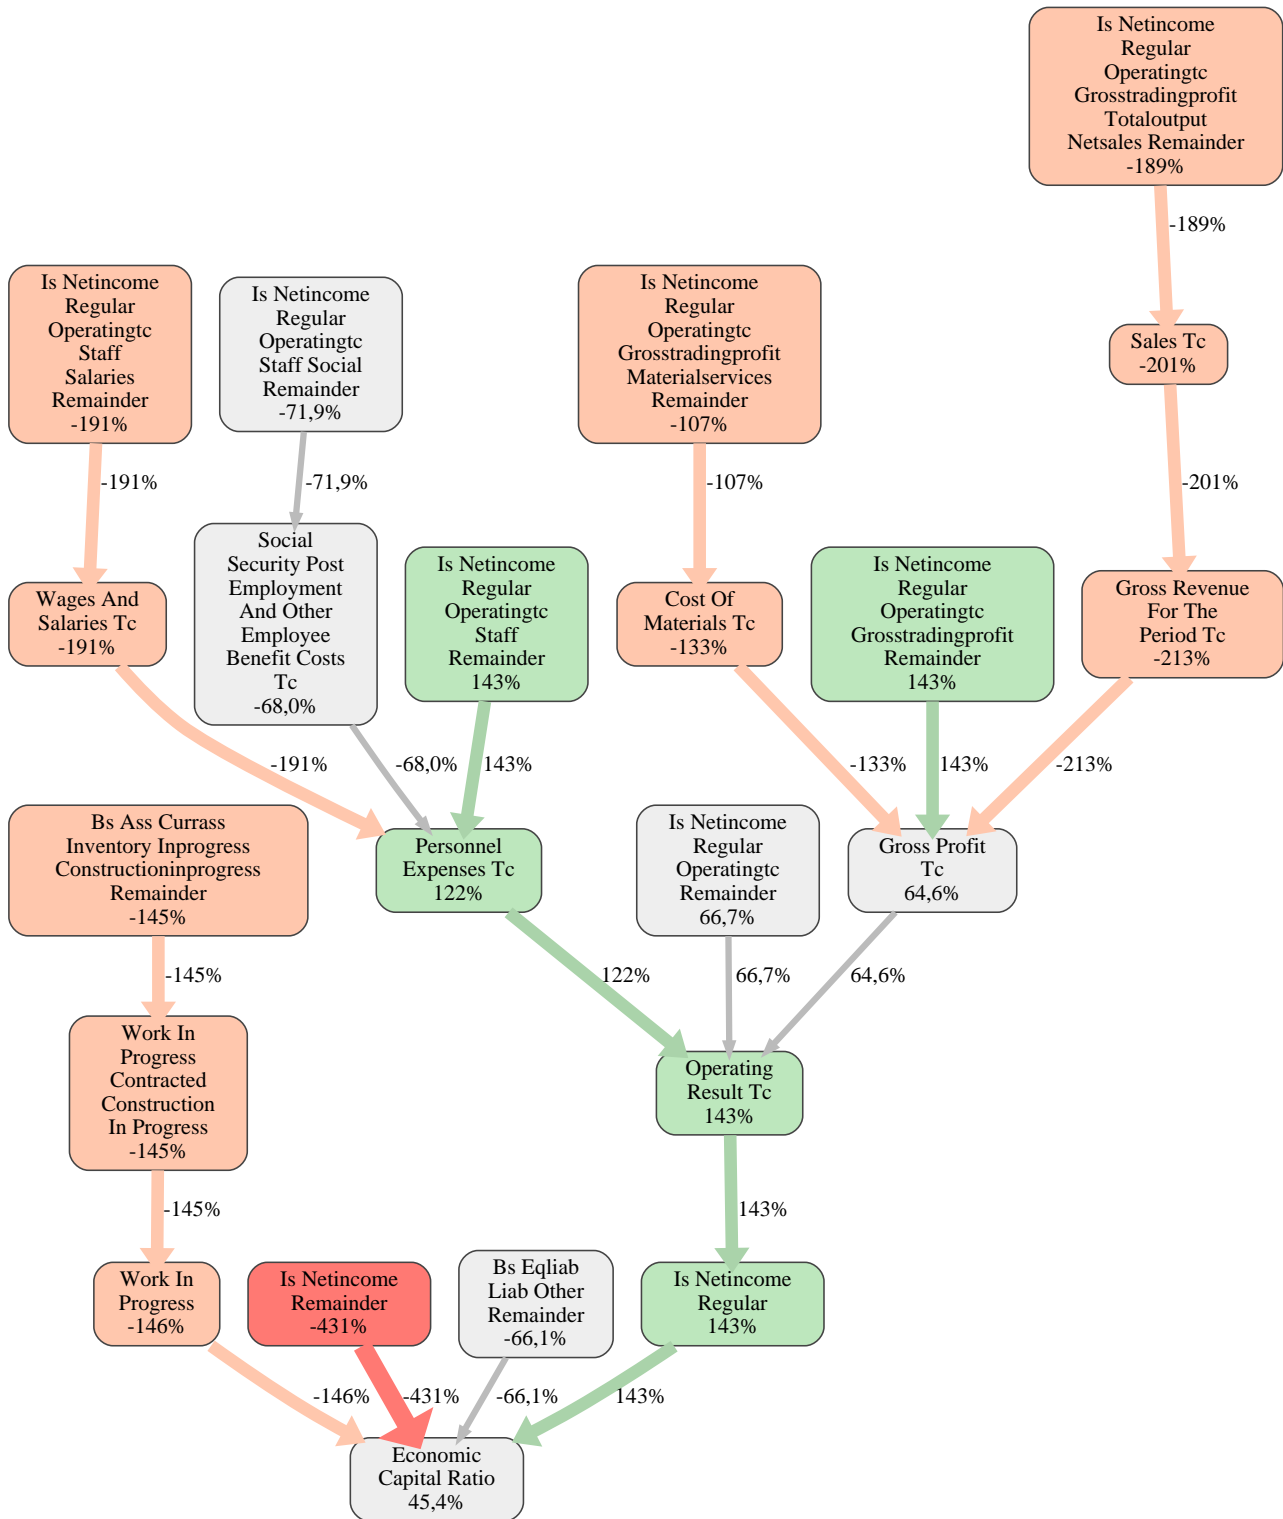 Is Netincome
Regular
Operatingtc
Grosstradingprofit
Totaloutput
Netsales Remainder
-189%
-189%
Is Netincome
Regular
Operatingtc
Staff
Salaries
Remainder
-191%
Is Netincome
Regular
Operatingtc
Staff Social
Remainder
-71,9%
Is Netincome
Regular
Operatingtc
Grosstradingprofit
Materialservices
Remainder
-107%
Sales Tc
-201%
-191%
-71,9%
-107%
-201%
Wages And
Salaries Tc
-191%
Social
Security Post
Employment
And Other
Employee
Benefit Costs
Tc
-68,0%
Is Netincome
Regular
Operatingtc
Staff
Remainder
143%
Cost Of
Materials Tc
-133%
Is Netincome
Regular
Operatingtc
Grosstradingprofit
Remainder
143%
Gross Revenue
For The
Period Tc
-213%
-191%
-68,0%
143%
-133%
143%
-213%
Bs Ass Currass
Inventory Inprogress
Constructioninprogress
Remainder
-145%
Personnel
Expenses Tc
122%
Is Netincome
Regular
Operatingtc
Remainder
66,7%
Gross Profit
Tc
64,6%
-145%
122%
66,7%
64,6%
Work In
Progress
Contracted
Construction
In Progress
-145%
Operating
Result Tc
143%
-145%
143%
Work In
Progress
-146%
Is Netincome
Remainder
-431%
Bs Eqliab
Liab Other
Remainder
-66,1%
Is Netincome
Regular
143%
-146%
-431%
-66,1%
143%
Economic
Capital Ratio
45,4%